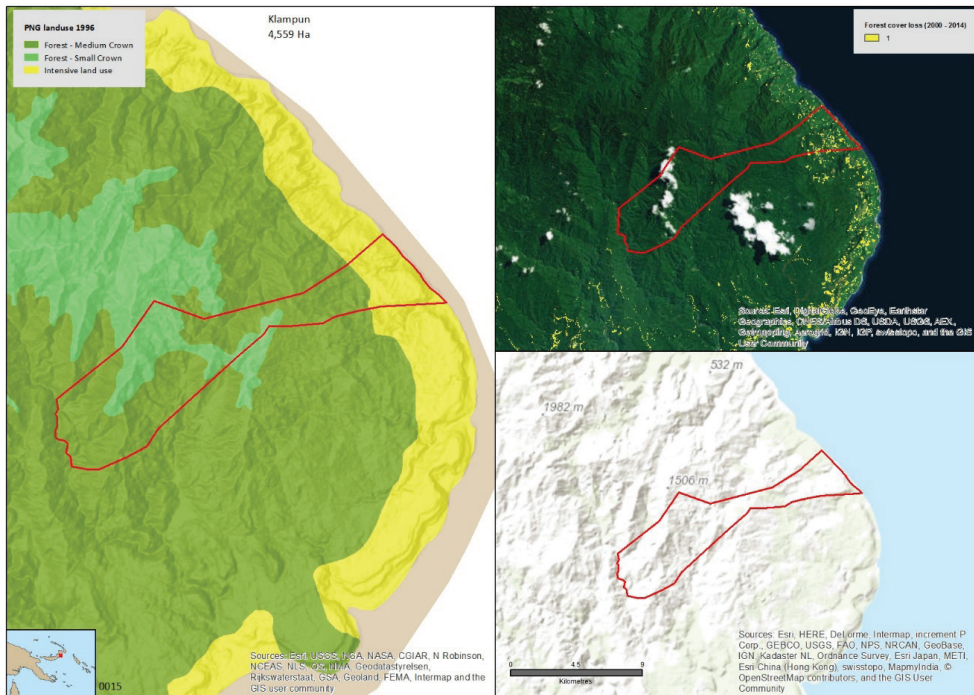 PNG landuse 1996
Forest - Medium Crown
Forest - Small Crown
Intensive land use
Klampun
4,559 Ha
Sources: Esri, USGS, NGA, NASA, CGIAR, N Robinson,
NCEAS, NLS, OS, NMA, Geodatastyrelsen,
Rijkswaterstaat, GSA, Geoland, FEMA, Intermap and the
GIS user community
0015
Forest cover loss (2000 - 2014)
1
Source: Esri, DigitalGlobe, GeoEye, Earthstar
Geographics, CNES/Airbus DS, USDA, USGS, AEX,
Getmapping, Aerogrid, IGN, IGP, swisstopo, and the GIS
User Community
532 m
1982 m
1506 m
0 4.5 9
Kilometres
Sources: Esri, HERE, DeLorme, Intermap, increment P
Corp., GEBCO, USGS, FAO, NPS, NRCAN, GeoBase,
IGN, Kadaster NL, Ordnance Survey, Esri Japan, METI,
Esri China (Hong Kong), swisstopo, MapmyIndia, ©
OpenStreetMap contributors, and the GIS User
Community